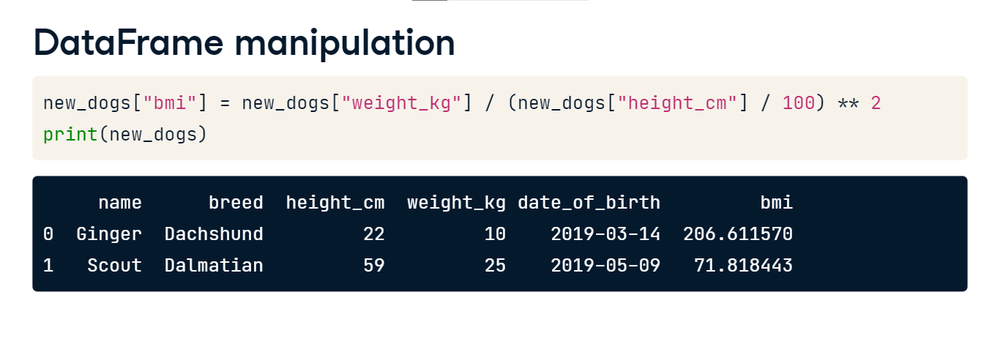 DataFrame manipulation
new_dogs["bmi"] = new_dogs["weight_kg"] / (new_dogs["height_cm"] / 100) ** 2
print(new_dogs)
name breed height_cm weight_kg date_of_birth bmi
0 Ginger Dachshund 22 10 2019-03-14 206.611570
1 Scout Dalmatian 59 25 2019-05-09 71.818443